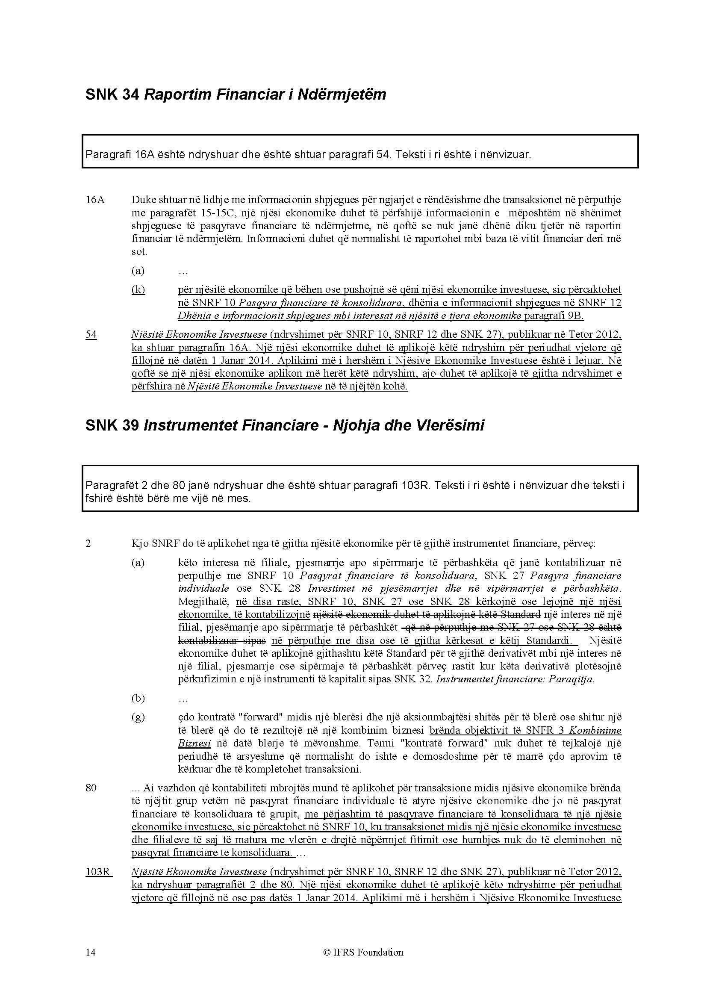 SNK 34 Raportim Financiar i Ndërmjetëm
Paragrafi 16A është ndryshuar dhe është shtuar paragrafi 54. Teksti i ri është i nënvizuar.
16A Duke shtuar në lidhje me informacionin shpjegues për ngjarjet e rëndësishme dhe transaksionet në përputhje
me paragrafët 15-15C, një njësi ekonomike duhet të përfshijë informacionin e mëposhtëm në shënimet
shpjeguese të pasqyrave financiare të ndërmjetme, në qoftë se nuk janë dhënë diku tjetër në raportin
financiar të ndërmjetëm. Informacioni duhet që normalisht të raportohet mbi baza të vitit financiar deri më
sot.
(a) …
(k) për njësitë ekonomike që bëhen ose pushojnë së qëni njësi ekonomike investuese, siç përcaktohet
në SNRF 10 Pasqyra financiare të konsoliduara, dhënia e informacionit shpjegues në SNRF 12
Dhënia e informacionit shpjegues mbi interesat në njësitë e tjera ekonomike paragrafi 9B.
54 Njësitë Ekonomike Investuese (ndryshimet për SNRF 10, SNRF 12 dhe SNK 27), publikuar në Tetor 2012,
ka shtuar paragrafin 16A. Një njësi ekonomike duhet të aplikojë këtë ndryshim për periudhat vjetore që
fillojnë në datën 1 Janar 2014. Aplikimi më i hershëm i Njësive Ekonomike Investuese është i lejuar. Në
qoftë se një njësi ekonomike aplikon më herët këtë ndryshim, ajo duhet të aplikojë të gjitha ndryshimet e
përfshira në Njësitë Ekonomike Investuese në të njëjtën kohë.
SNK 39 Instrumentet Financiare - Njohja dhe Vlerësimi
Paragrafët 2 dhe 80 janë ndryshuar dhe është shtuar paragrafi 103R. Teksti i ri është i nënvizuar dhe teksti i
fshirë është bërë me vijë në mes.
2 Kjo SNRF do të aplikohet nga të gjitha njësitë ekonomike për të gjithë instrumentet financiare, përveç:
(a) këto interesa në filiale, pjesmarrje apo sipërrmarje të përbashkëta që janë kontabilizuar në
perputhje me SNRF 10 Pasqyrat financiare të konsoliduara, SNK 27 Pasqyra financiare
individuale ose SNK 28 Investimet në pjesëmarrjet dhe në sipërmarrjet e përbashkëta.
Megjithatë, në disa raste, SNRF 10, SNK 27 ose SNK 28 kërkojnë ose lejojnë një njësi
ekonomike, të kontabilizojnë njësitë ekonomik duhet të aplikojnë këtë Standard një interes në një
filial, pjesëmarrje apo sipërrmarje të përbashkët që në përputhje me SNK 27 ose SNK 28 është
kontabilizuar sipas në përputhje me disa ose të gjitha kërkesat e këtij Standardi. Njësitë
ekonomike duhet të aplikojnë gjithashtu këtë Standard për të gjithë derivativët mbi një interes në
një filial, pjesmarrje ose sipërmaje të përbashkët përveç rastit kur këta derivativë plotësojnë
përkufizimin e një instrumenti të kapitalit sipas SNK 32. Instrumentet financiare: Paraqitja.
(b) …
(g) çdo kontratë "forward" midis një blerësi dhe një aksionmbajtësi shitës për të blerë ose shitur një
të blerë që do të rezultojë në një kombinim biznesi brënda objektivit të SNFR 3 Kombinime
Biznesi në datë blerje të mëvonshme. Termi "kontratë forward" nuk duhet të tejkalojë një
periudhë të arsyeshme që normalisht do ishte e domosdoshme për të marrë çdo aprovim të
kërkuar dhe të kompletohet transaksioni.
80 ... Ai vazhdon që kontabiliteti mbrojtës mund të aplikohet për transaksione midis njësive ekonomike brënda
të njëjtit grup vetëm në pasqyrat financiare individuale të atyre njësive ekonomike dhe jo në pasqyrat
financiare të konsoliduara të grupit, me përjashtim të pasqyrave financiare të konsoliduara të një njësie
ekonomike investuese, siç përcaktohet në SNRF 10, ku transaksionet midis një njësie ekonomike investuese
dhe filialeve të saj të matura me vlerën e drejtë nëpërmjet fitimit ose humbjes nuk do të eleminohen në
pasqyrat financiare te konsoliduara. …
103R Njësitë Ekonomike Investuese (ndryshimet për SNRF 10, SNRF 12 dhe SNK 27), publikuar në Tetor 2012,
ka ndryshuar paragrafiët 2 dhe 80. Një njësi ekonomike duhet të aplikojë këto ndryshime për periudhat
vjetore që fillojnë në ose pas datës 1 Janar 2014. Aplikimi më i hershëm i Njësive Ekonomike Investuese
14 © IFRS Foundation